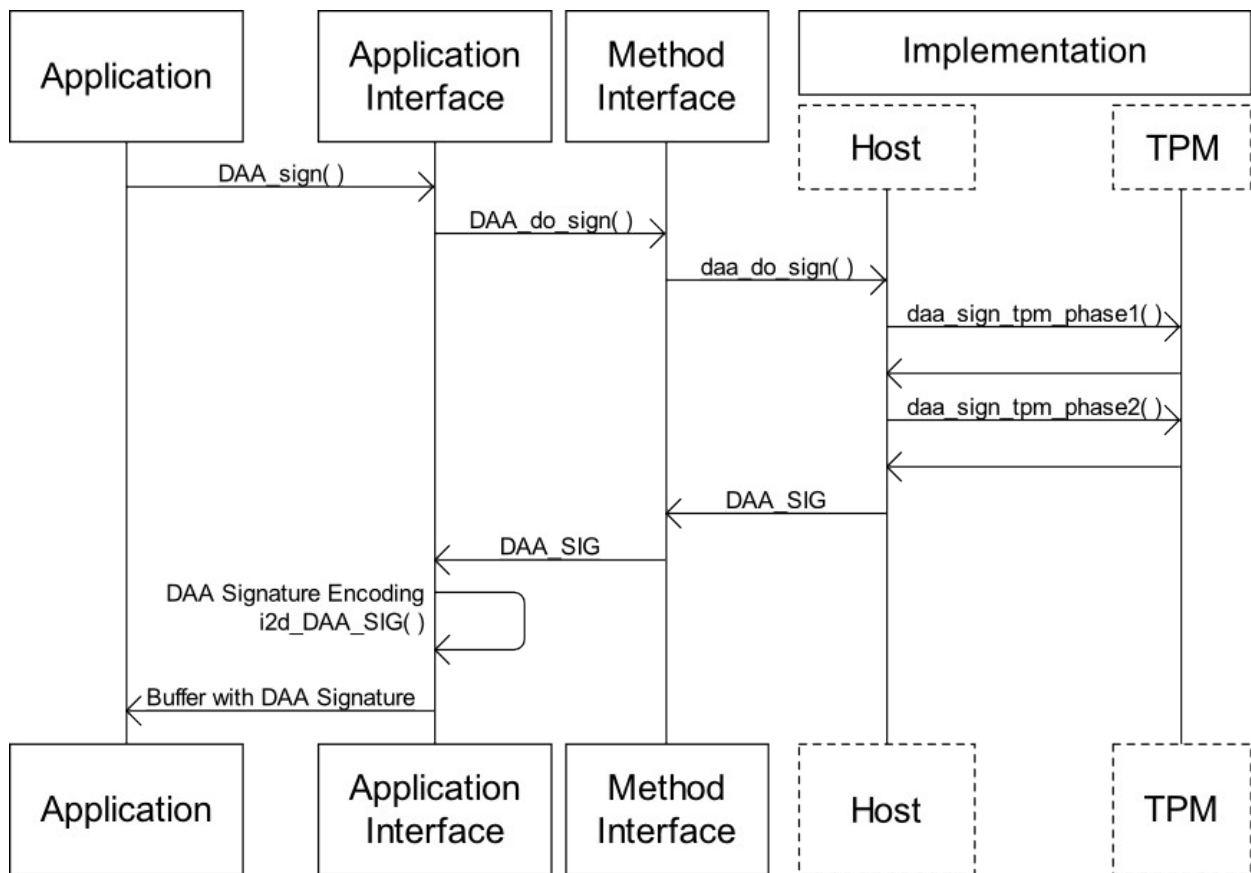 Application
Application
Interface
Method
Interface
Implementation
Host
TPM
DAA_sign( )
DAA_do_sign( )
daa_do_sign( )
daa_sign_tpm_phase1( )
daa_sign_tpm_phase2( )
DAA_SIG
DAA_SIG
DAA Signature Encoding
i2d_DAA_SIG( )
Buffer with DAA Signature
Application
Application
Interface
Method
Interface
Host
TPM